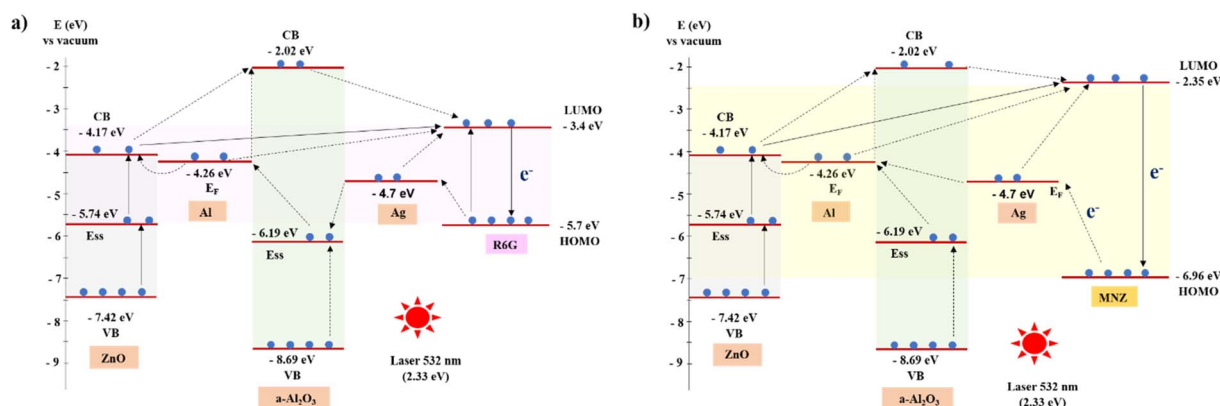 a)
E (eV)
vs vacuum
- 2
- 3
- 4
- 5
- 6
- 7
- 8
- 9
CB
- 4.17 eV
- 5.74 eV
Ess
- 7.42 eV
VB
ZnO
- 4.26 eV
E_F
Al
CB
- 2.02 eV
- 6.19 eV
Ess
- 8.69 eV
VB
a-Al₂O₃
- 4.7 eV
Ag
LUMO
- 3.4 eV
e⁻
- 5.7 eV
HOMO
R6G
Laser 532 nm
(2.33 eV)
b)
E (eV)
vs vacuum
- 2
- 3
- 4
- 5
- 6
- 7
- 8
- 9
CB
- 4.17 eV
- 5.74 eV
Ess
- 7.42 eV
VB
ZnO
- 4.26 eV
E_F
Al
CB
- 2.02 eV
- 6.19 eV
Ess
- 8.69 eV
VB
a-Al₂O₃
- 4.7 eV
E_F
Ag
LUMO
- 2.35 eV
e⁻
e⁻
- 6.96 eV
HOMO
MNZ
Laser 532 nm
(2.33 eV)